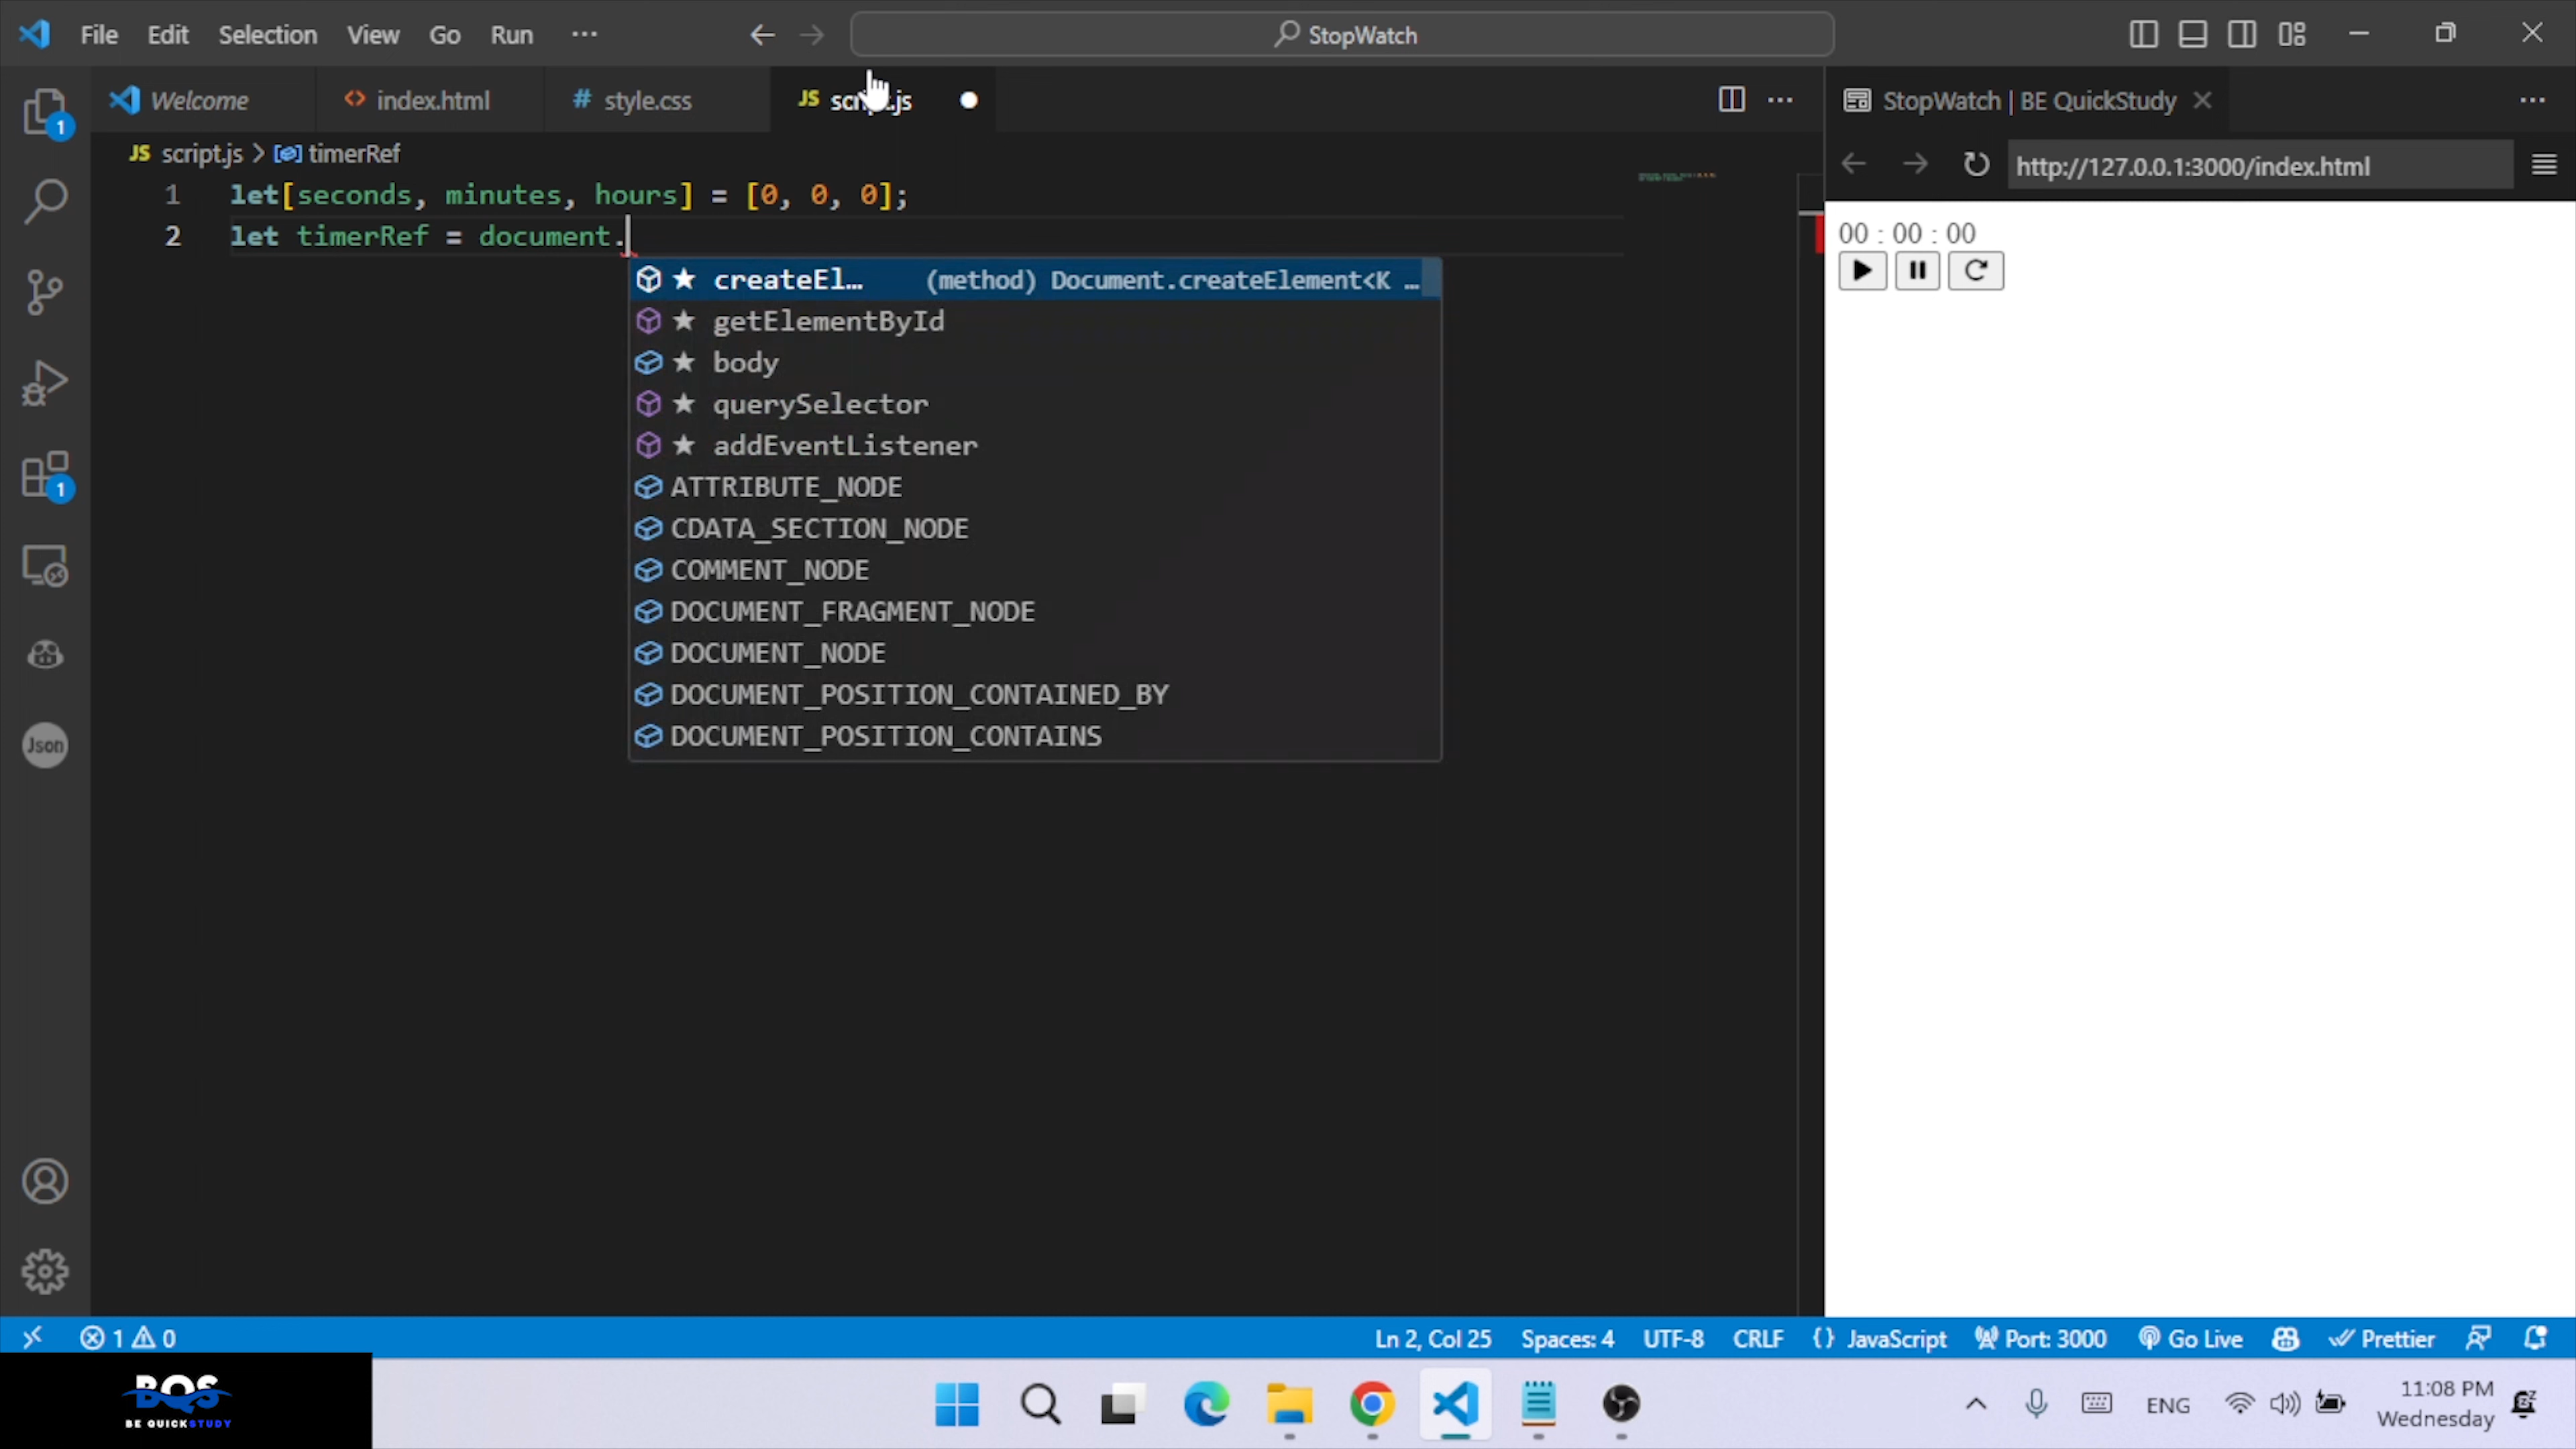 File Edit Selection View Go Run ···
StopWatch
Welcome
index.html
style.css
JS script.js
StopWatch | BE QuickStudy
JS script.js > timerRef
http://127.0.0.1:3000/index.html
1 let[seconds, minutes, hours] = [0, 0, 0];
2 let timerRef = document.
createEl… (method) Document.createElement<K …
getElementById
body
querySelector
addEventListener
ATTRIBUTE_NODE
CDATA_SECTION_NODE
COMMENT_NODE
DOCUMENT_FRAGMENT_NODE
DOCUMENT_NODE
DOCUMENT_POSITION_CONTAINED_BY
DOCUMENT_POSITION_CONTAINS
00 : 00 : 00
1
1
Json
1 0
Ln 2, Col 25 Spaces: 4 UTF-8 CRLF {} JavaScript Port: 3000 Go Live Prettier
BQS
BE QUICKSTUDY
ENG
11:08 PM
Wednesday